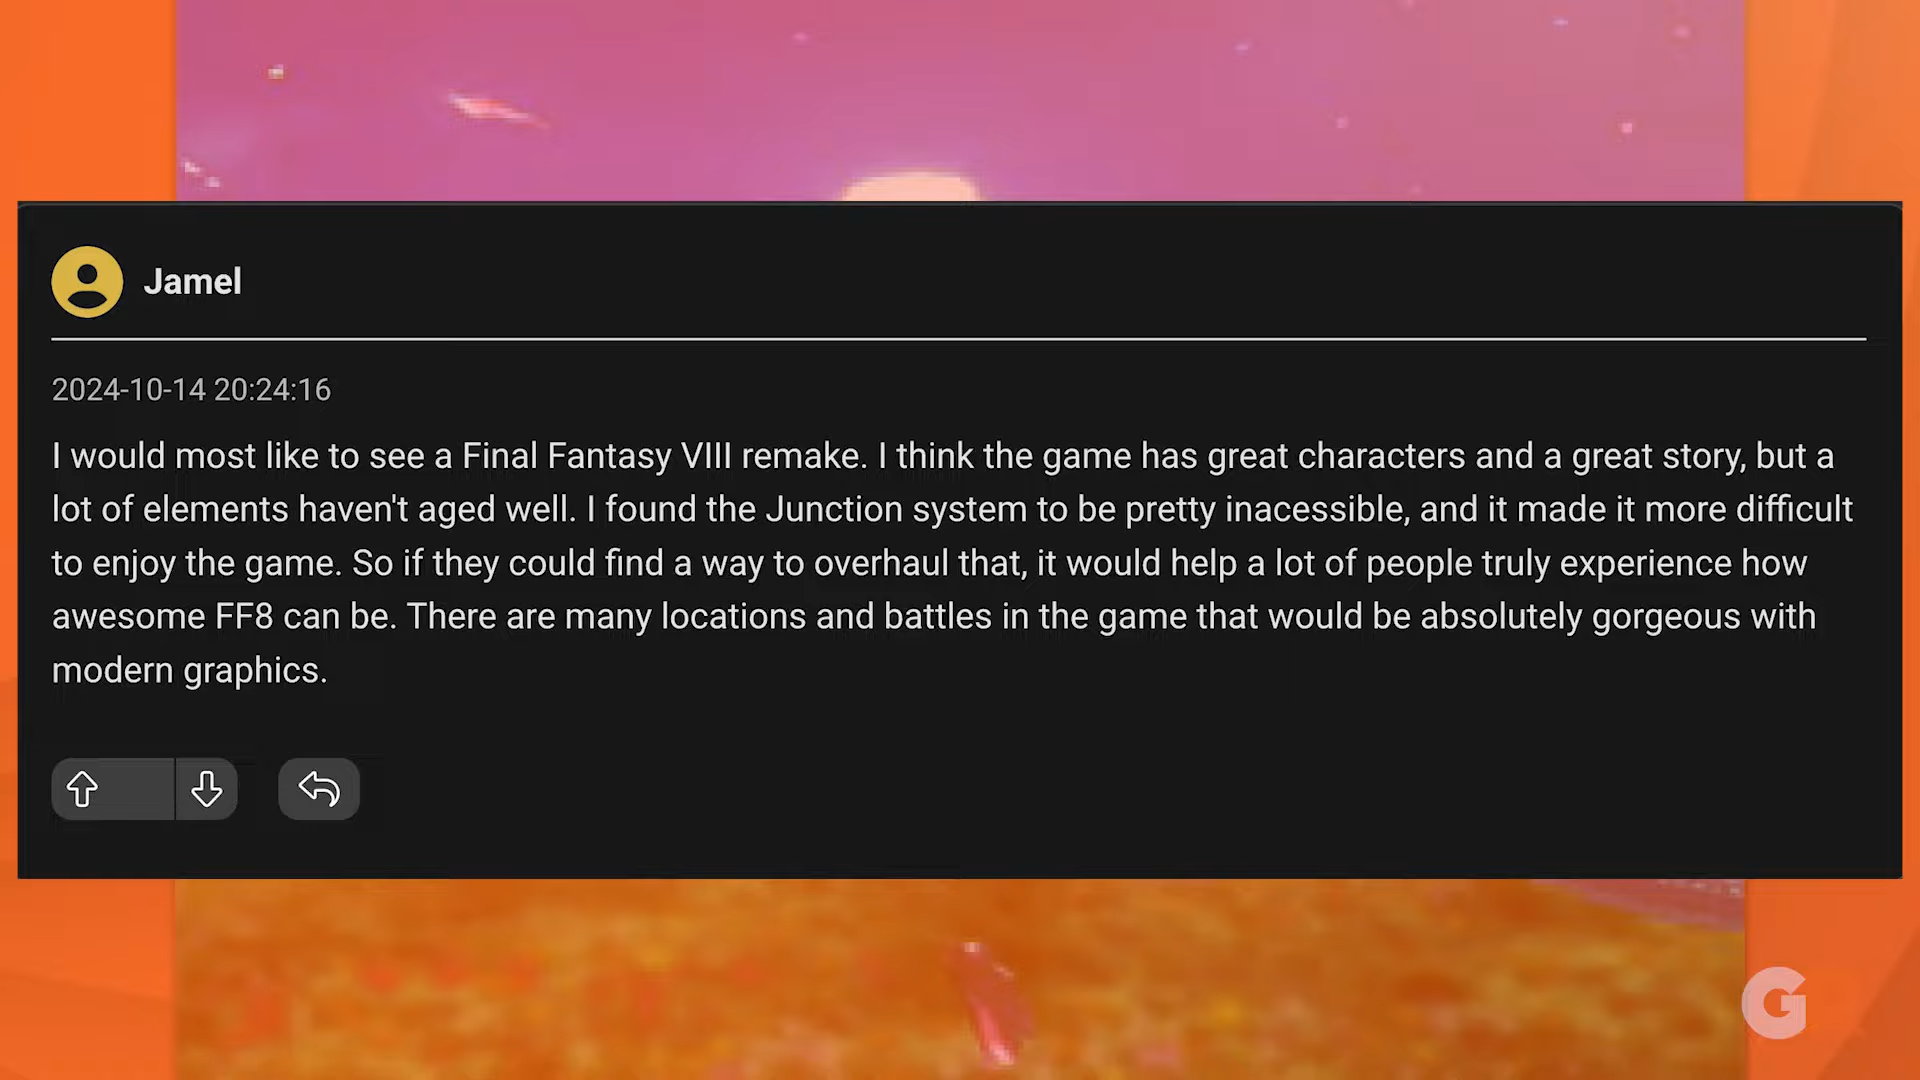 Jamel
2024-10-14 20:24:16
I would most like to see a Final Fantasy VIII remake. I think the game has great characters and a great story, but a
lot of elements haven't aged well. I found the Junction system to be pretty inacessible, and it made it more difficult
to enjoy the game. So if they could find a way to overhaul that, it would help a lot of people truly experience how
awesome FF8 can be. There are many locations and battles in the game that would be absolutely gorgeous with
modern graphics.
G